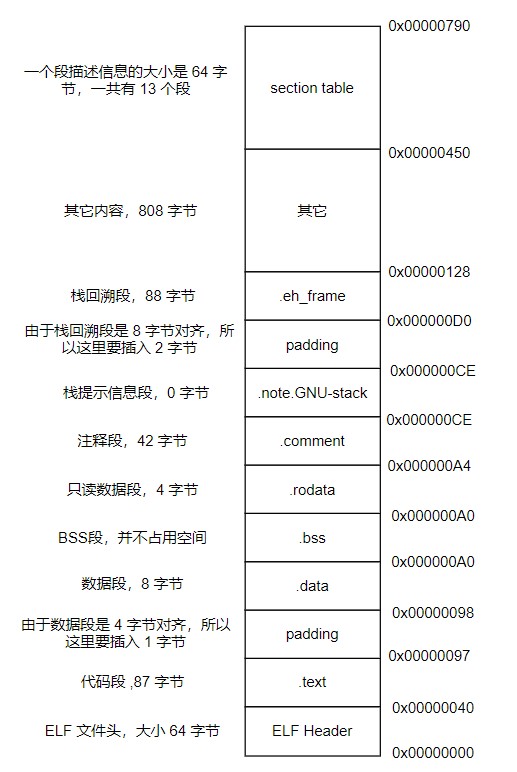 0x00000790
一个段描述信息的大小是 64 字
节，一共有 13 个段
section table
0x00000450
其它内容，808 字节
其它
0x00000128
栈回溯段，88 字节
.eh_frame
0x000000D0
由于栈回溯段是 8 字节对齐，所
以这里要插入 2 字节
padding
0x000000CE
栈提示信息段，0 字节
.note.GNU-stack
0x000000CE
注释段，42 字节
.comment
0x000000A4
只读数据段，4 字节
.rodata
0x000000A0
BSS段，并不占用空间
.bss
0x000000A0
数据段，8 字节
.data
0x00000098
由于数据段是 4 字节对齐，所以
这里要插入 1 字节
padding
0x00000097
代码段 ,87 字节
.text
0x00000040
ELF 文件头，大小 64 字节
ELF Header
0x00000000